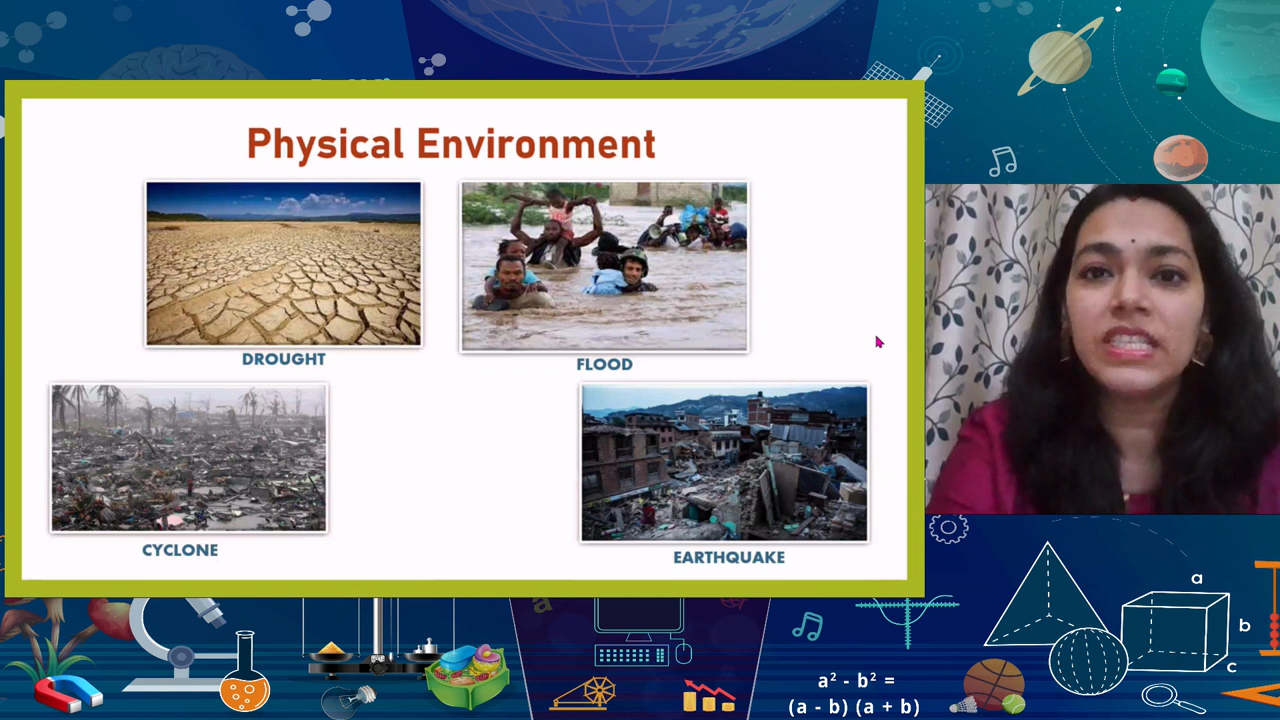 Physical Environment
DROUGHT
FLOOD
CYCLONE
EARTHQUAKE
a
b
c
a² - b² =
(a - b) (a + b)